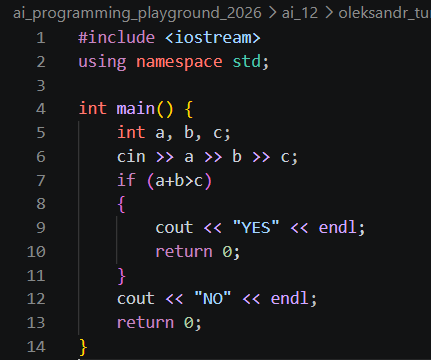 ai_programming_playground_2026 > ai_12 >
1 #include <iostream>
2 using namespace std;
3
4 int main() {
5     int a, b, c;
6     cin >> a >> b >> c;
7     if (a+b>c)
8     {
9         cout << "YES" << endl;
10         return 0;
11     }
12     cout << "NO" << endl;
13     return 0;
14 }